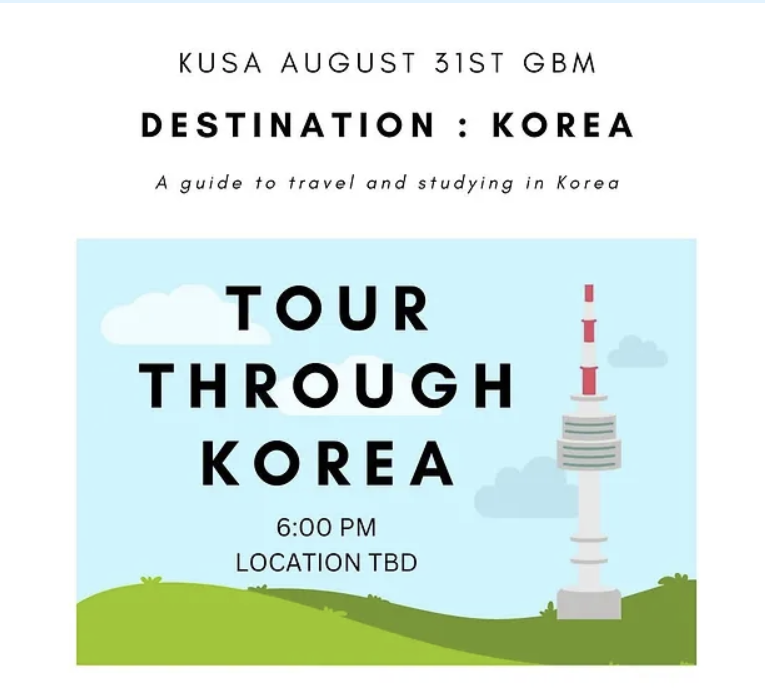 KUSA AUGUST 31ST GBM
DESTINATION : KOREA
A guide to travel and studying in Korea
TOUR
THROUGH
KOREA
6:00 PM
LOCATION TBD